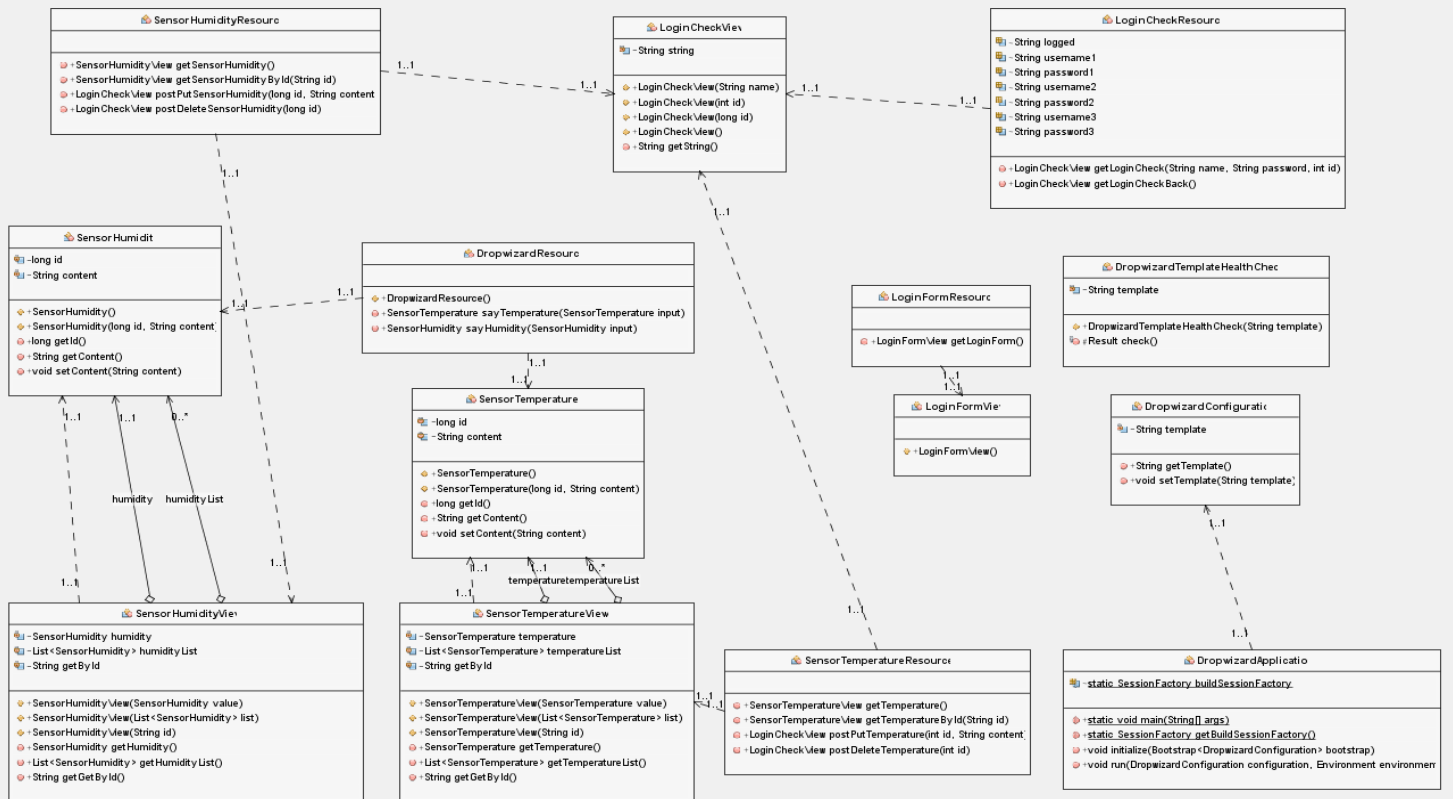 SensorHumidityResourc
+SensorHumidityView getSensorHumidity()
+SensorHumidityView getSensorHumidityById(String id)
+LoginCheckView postPutSensorHumidity(long id, String content
+LoginCheckView postDeleteSensorHumidity(long id)
1..1
1..1
1..1
1..1
LoginCheckView
-String string
+LoginCheckView(String name)
+LoginCheckView(int id)
+LoginCheckView(long id)
+LoginCheckView()
+String getString()
1..1
1..1
LoginCheckResourc
-String logged
-String username1
-String password1
-String username2
-String password2
-String username3
-String password3
+LoginCheckView getLoginCheck(String name, String password, int id)
+LoginCheckView getLoginCheckBack()
1..1
1..1
SensorHumidit
-long id
-String content
+SensorHumidity()
+SensorHumidity(long id, String content
+long getId()
+String getContent()
+void setContent(String content)
1..1
1..1
DropwizardResourc
+DropwizardResource()
+SensorTemperature sayTemperature(SensorTemperature input)
+SensorHumidity sayHumidity(SensorHumidity input)
1..1
1..1
LoginFormResourc
+LoginFormView getLoginForm()
1..1
1..1
LoginFormVie
+LoginFormView()
DropwizardTemplateHealthChec
-String template
+DropwizardTemplateHealthCheck(String template)
#Result check()
DropwizardConfiguratic
-String template
+String getTemplate()
+void setTemplate(String template)
1..1
1..1
SensorTemperature
-long id
-String content
+SensorTemperature()
+SensorTemperature(long id, String content)
+long getId()
+String getContent()
+void setContent(String content)
1..1
1..1
0..*
humidity
humidityList
1..1
1..1
1..1
0..*
temperature
temperatureList
1..1
SensorHumidityView
-SensorHumidity humidity
-List<SensorHumidity> humidityList
-String getById
+SensorHumidityView(SensorHumidity value)
+SensorHumidityView(List<SensorHumidity> list)
+SensorHumidityView(String id)
+SensorHumidity getHumidity()
+List<SensorHumidity> getHumidityList()
+String getGetById()
SensorTemperatureView
-SensorTemperature temperature
-List<SensorTemperature> temperatureList
-String getById
+SensorTemperatureView(SensorTemperature value)
+SensorTemperatureView(List<SensorTemperature> list)
+SensorTemperatureView(String id)
+SensorTemperature getTemperature()
+List<SensorTemperature> getTemperatureList()
+String getGetById()
1..1
1..1
SensorTemperatureResource
+SensorTemperatureView getTemperature()
+SensorTemperatureView getTemperatureById(String id)
+LoginCheckView postPutTemperature(int id, String content
+LoginCheckView postDeleteTemperature(int id)
DropwizardApplicatio
-static SessionFactory buildSessionFactory
+static void main(String[] args)
+static SessionFactory getBuildSessionFactory()
+void initialize(Bootstrap<DropwizardConfiguration> bootstrap)
+void run(DropwizardConfiguration configuration, Environment environmen